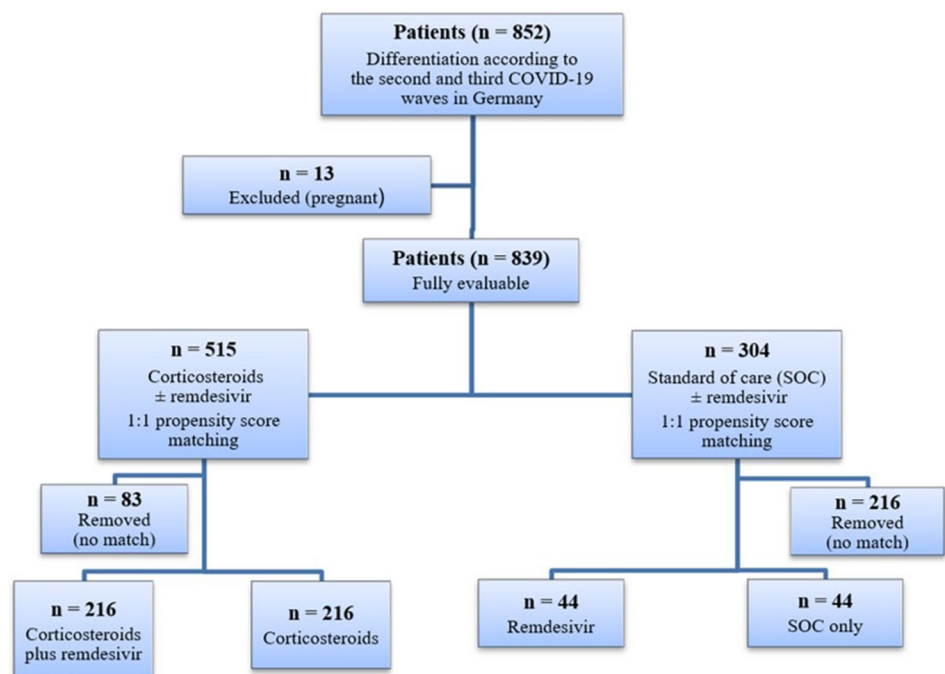 Patients (n = 852)
Differentiation according to
the second and third COVID-19
waves in Germany
n = 13
Excluded (pregnant)
Patients (n = 839)
Fully evaluable
n = 515
Corticosteroids
± remdesivir
1:1 propensity score
matching
n = 304
Standard of care (SOC)
± remdesivir
1:1 propensity score
matching
n = 83
Removed
(no match)
n = 216
Removed
(no match)
n = 216
Corticosteroids
plus remdesivir
n = 216
Corticosteroids
n = 44
Remdesivir
n = 44
SOC only